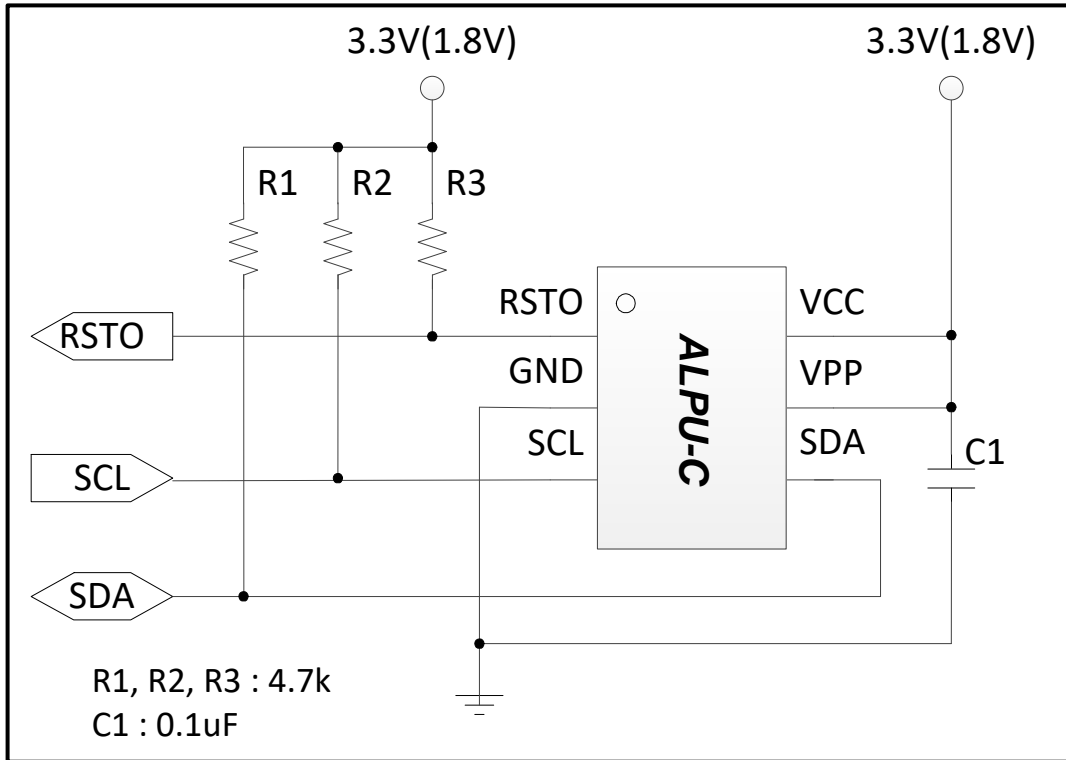 3.3V(1.8V)
3.3V(1.8V)
R1
R2
R3
RSTO
VCC
RSTO
GND
VPP
ALPU-C
SCL
SDA
C1
SCL
SDA
R1, R2, R3 : 4.7k
C1 : 0.1uF